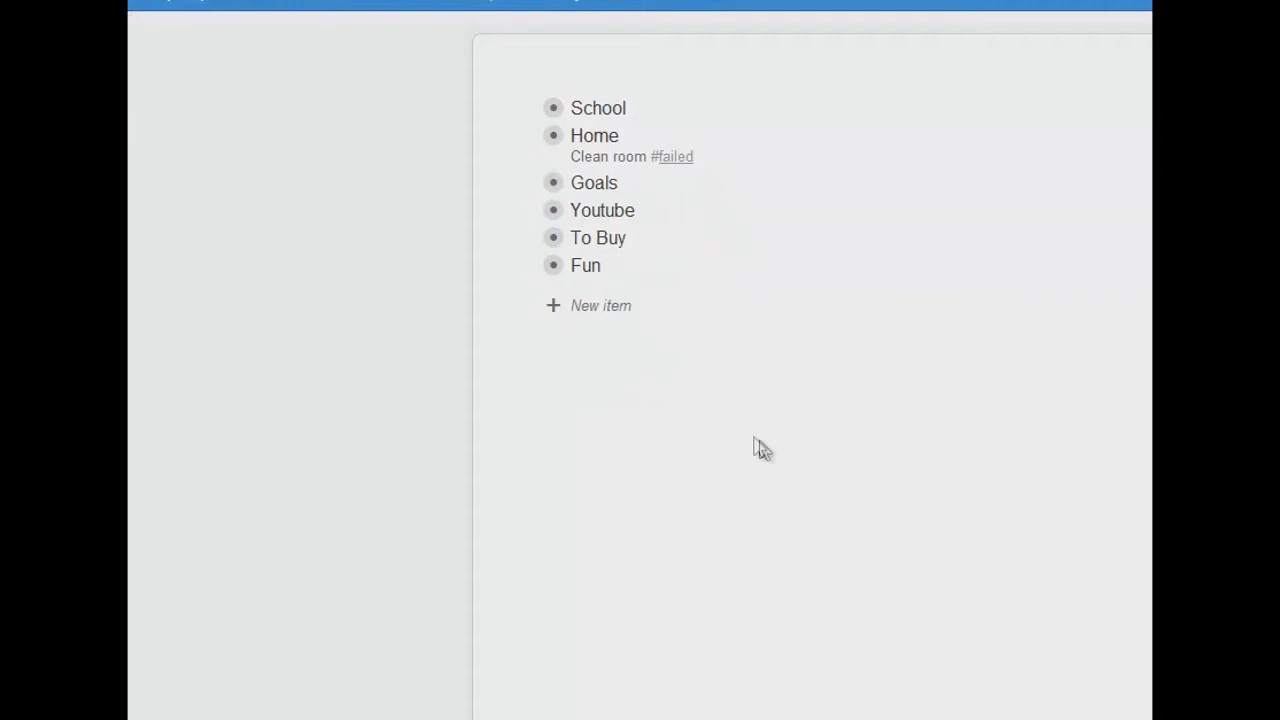 School
Home
Clean room #failed
Goals
Youtube
To Buy
Fun
New item